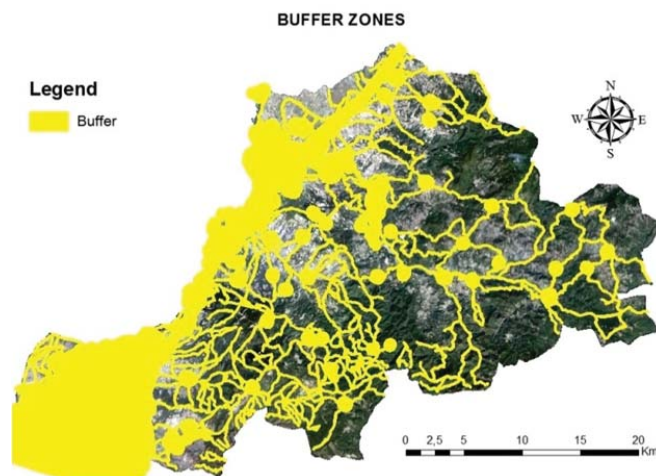 BUFFER ZONES
Legend
Buffer
N
W E
S
0 2,5 5 10 15 20
Km